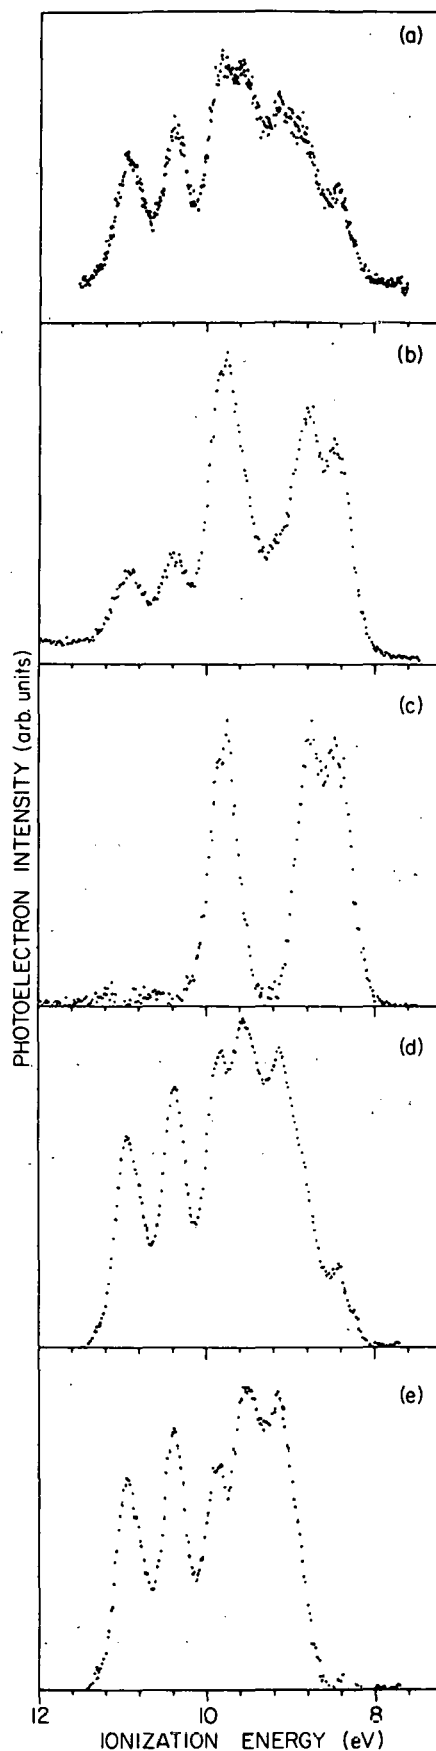 (a)
(b)
(c)
(d)
(e)
PHOTOELECTRON INTENSITY (arb. units)
12 10 8
IONIZATION ENERGY (eV)